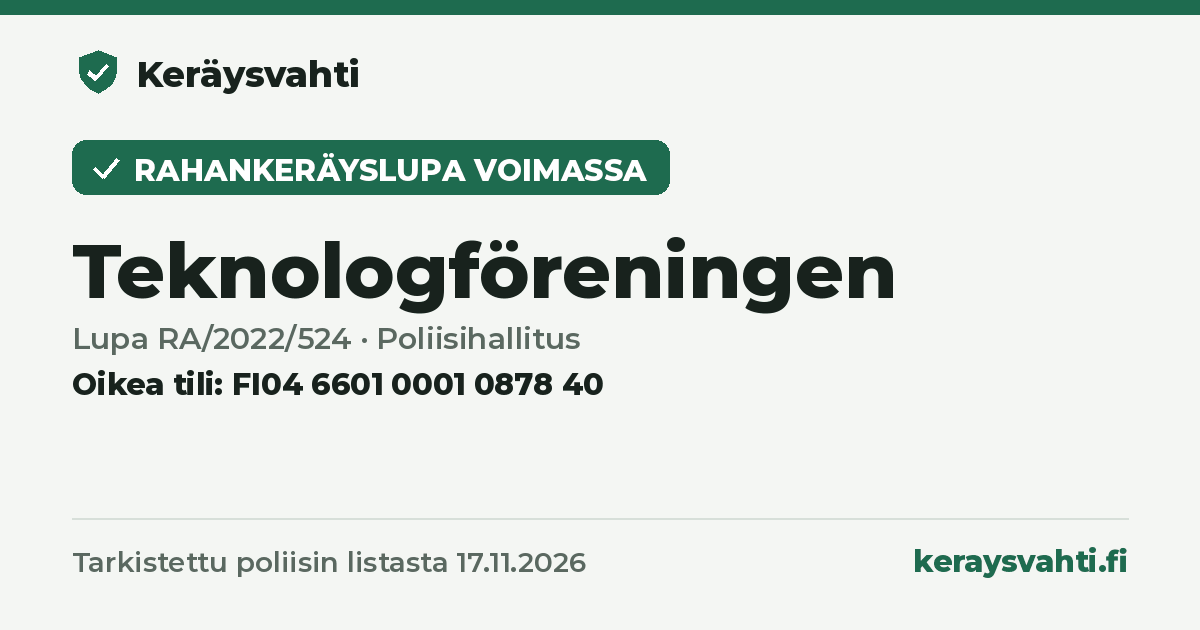 Keräysvahti
RAHANKERÄYSLUPA VOIMASSA
Teknologföreningen
Lupa RA/2022/524 · Poliisihallitus
Oikea tili: FI04 6601 0001 0878 40
Tarkistettu poliisin listasta 17.11.2026
keraysvahti.fi